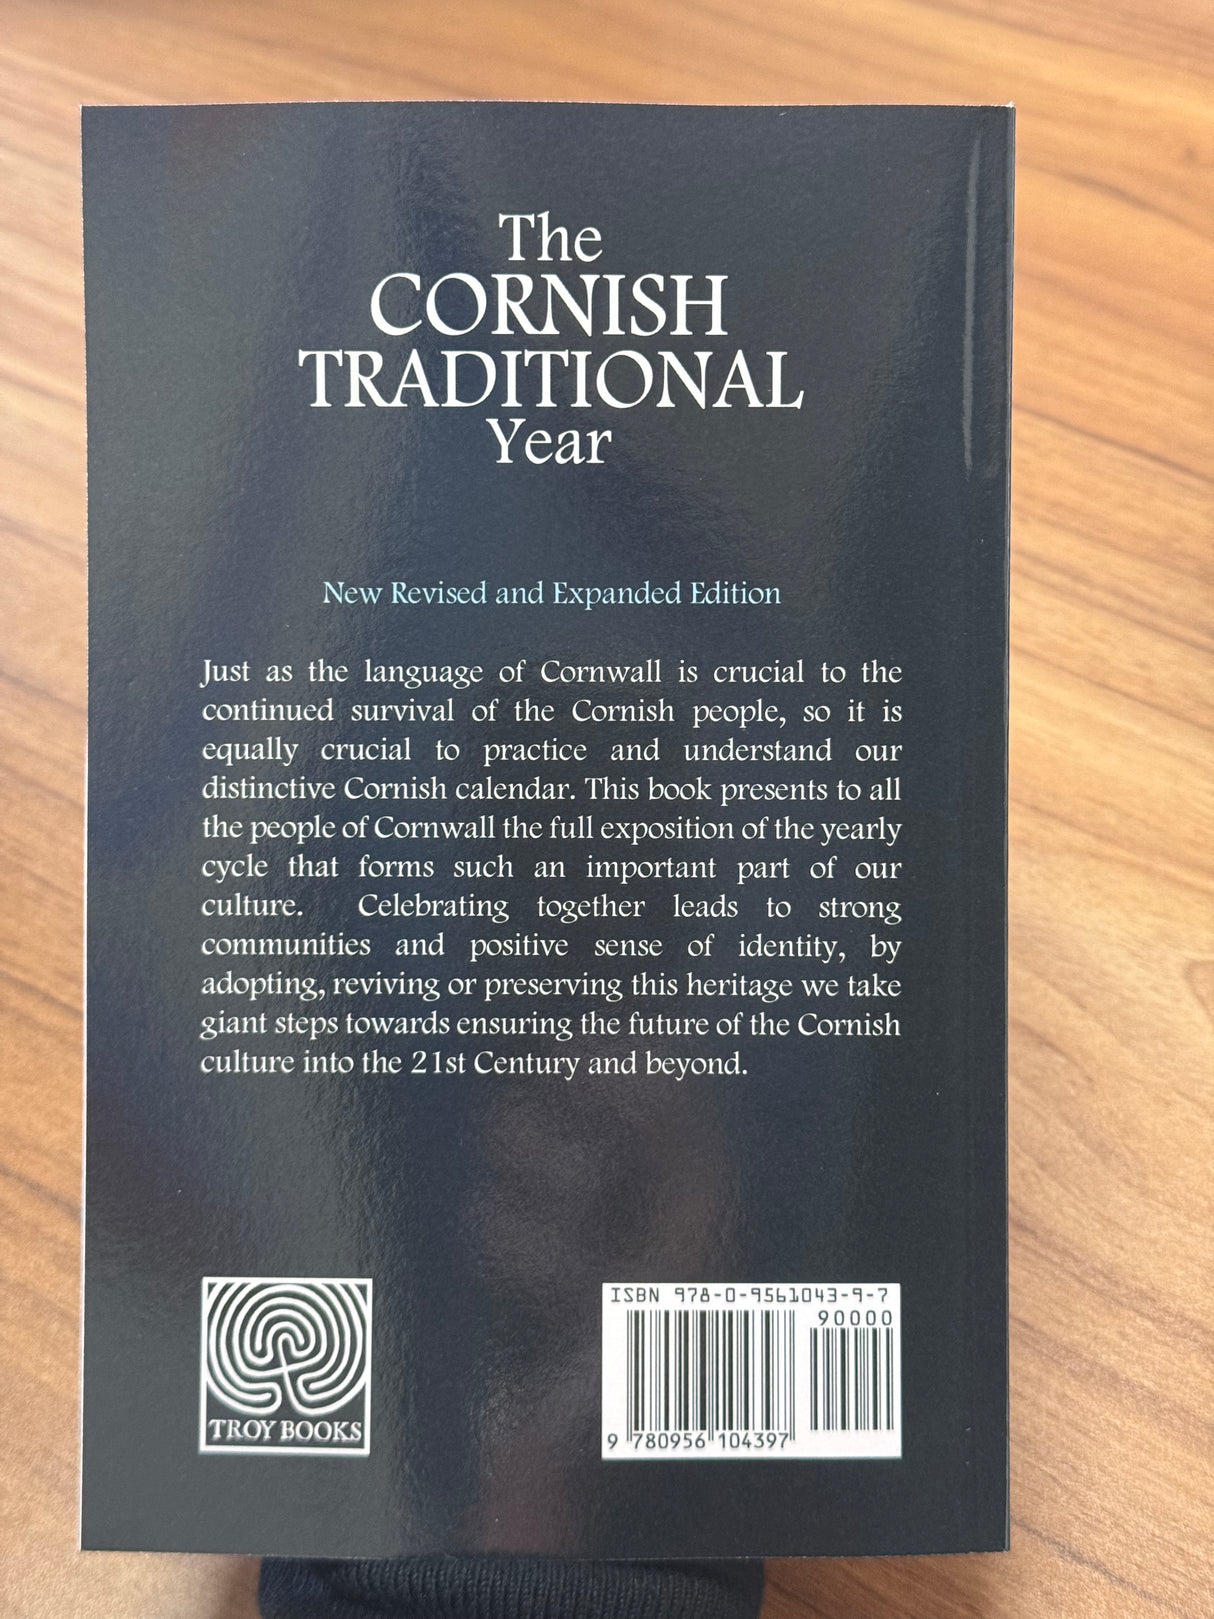 The
CORNISH
TRADITIONAL
Year
New Revised and Expanded Edition
Just as the language of Cornwall is crucial to the
continued survival of the Cornish people, so it is
equally crucial to practice and understand our
distinctive Cornish calendar. This book presents to all
the people of Cornwall the full exposition of the yearly
cycle that forms such an important part of our
culture. Celebrating together leads to strong
communities and positive sense of identity, by
adopting, reviving or preserving this heritage we take
giant steps towards ensuring the future of the Cornish
culture into the 21st Century and beyond.
TROY BOOKS
ISBN 978-0-9561043-9-7
90000
9 780956 104397